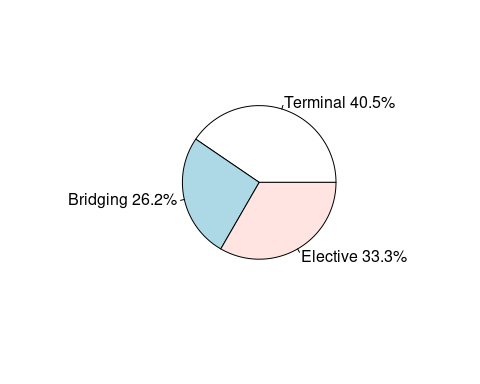 Terminal 40.5%
Bridging 26.2%
Elective 33.3%